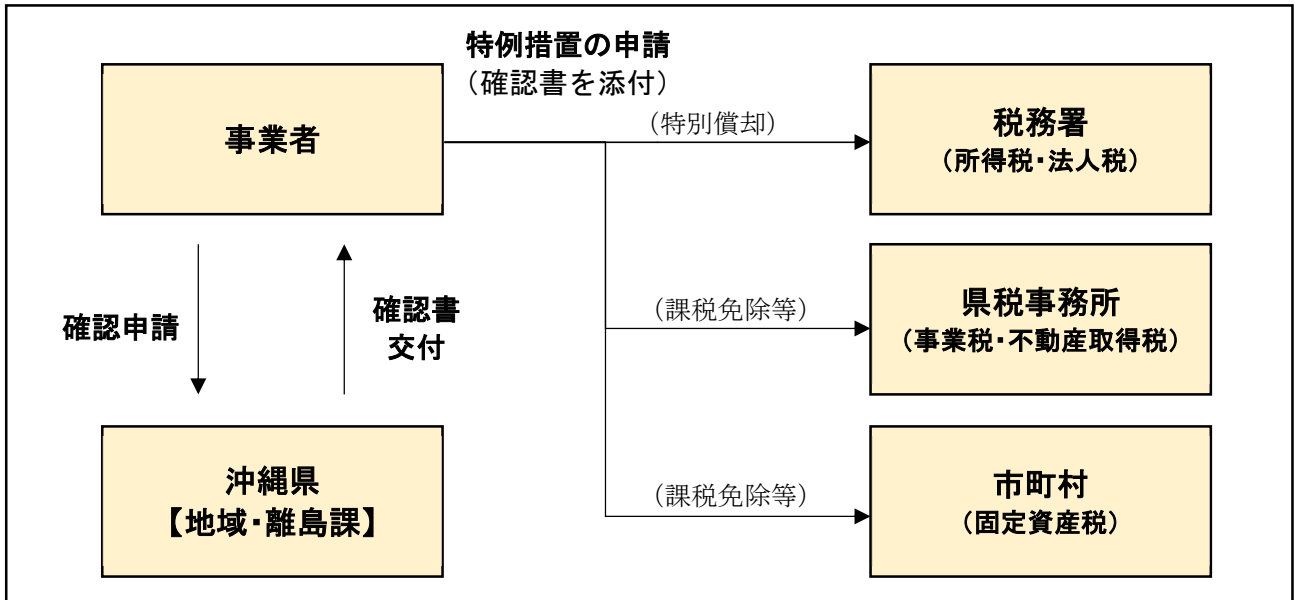 特例措置の申請
（確認書を添付）
事業者
（特別償却）
税務署
（所得税・法人税）
確認申請
確認書
交付
（課税免除等）
県税事務所
（事業税・不動産取得税）
沖縄県
【地域・離島課】
（課税免除等）
市町村
（固定資産税）